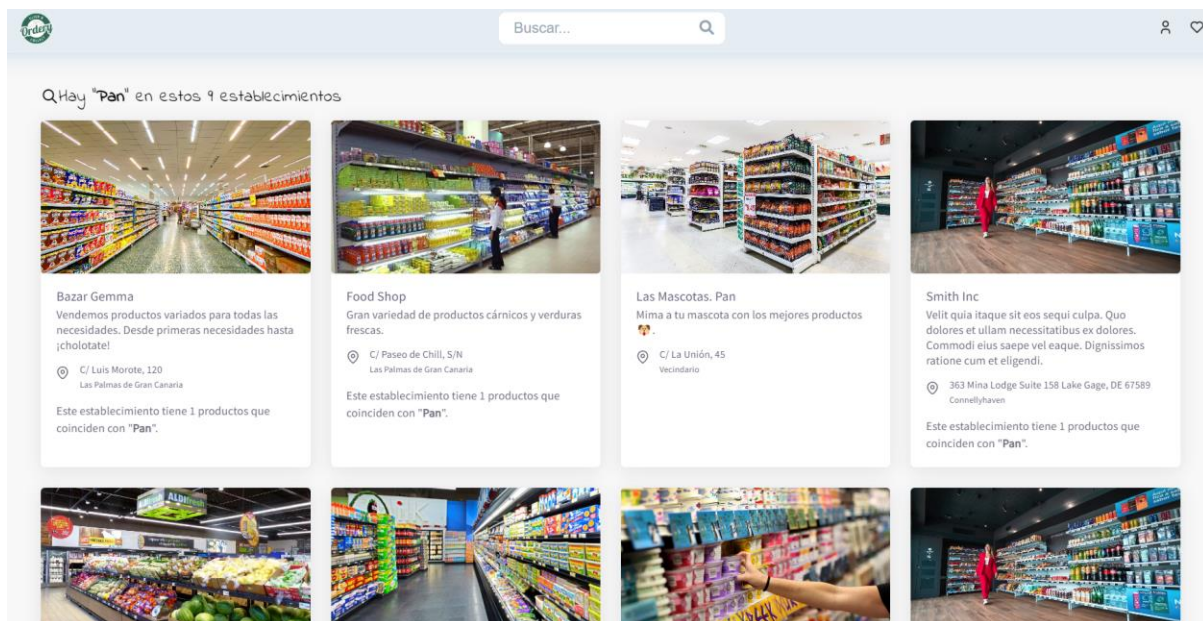 Ordery
Buscar...
Hay "Pan" en estos 9 establecimientos
Bazar Gemma
Vendemos productos variados para todas las
necesidades. Desde primeras necesidades hasta
¡cholotate!
C/ Luis Morote, 120
Las Palmas de Gran Canaria
Este establecimiento tiene 1 productos que
coinciden con "Pan".
Food Shop
Gran variedad de productos cárnicos y verduras
frescas.
C/ Paseo de Chill, S/N
Las Palmas de Gran Canaria
Este establecimiento tiene 1 productos que
coinciden con "Pan".
Las Mascotas. Pan
Mima a tu mascota con los mejores productos
🐶.
C/ La Unión, 45
Vecindario
Smith Inc
Velit quia itaque sit eos sequi culpa. Quo
dolores et ullam necessitatibus ex dolores.
Commodi eius saepe vel eaque. Dignissimos
ratione cum et eligendi.
363 Mina Lodge Suite 158 Lake Gage, DE 67589
Connellyhaven
Este establecimiento tiene 1 productos que
coinciden con "Pan".
ALDI